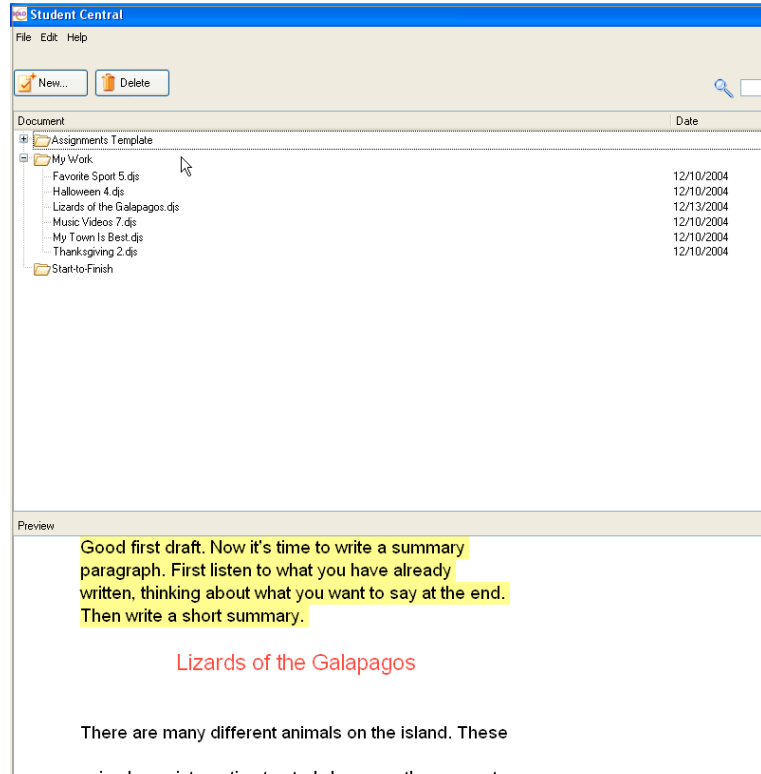 SOLO Student Central
File Edit Help
New... Delete
Document Date
Assignments Template
My Work
Favorite Sport 5.djs 12/10/2004
Halloween 4.djs 12/10/2004
Lizards of the Galapagos.djs 12/13/2004
Music Videos 7.djs 12/10/2004
My Town Is Best.djs 12/10/2004
Thanksgiving 2.djs 12/10/2004
Start-to-Finish
Preview
Good first draft. Now it's time to write a summary
paragraph. First listen to what you have already
written, thinking about what you want to say at the end.
Then write a short summary.
Lizards of the Galapagos
There are many different animals on the island. These